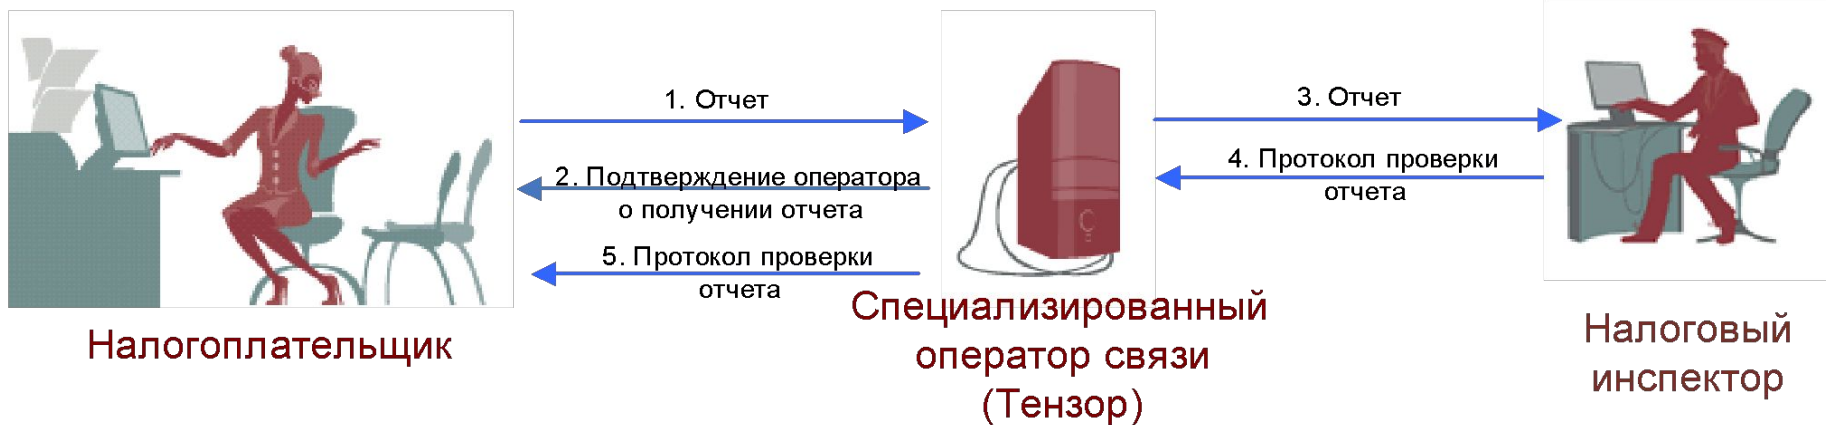 1. Отчет
2. Подтверждение оператора
о получении отчета
5. Протокол проверки
отчета
3. Отчет
4. Протокол проверки
отчета
Налогоплательщик
Специализированный
оператор связи
(Тензор)
Налоговый
инспектор